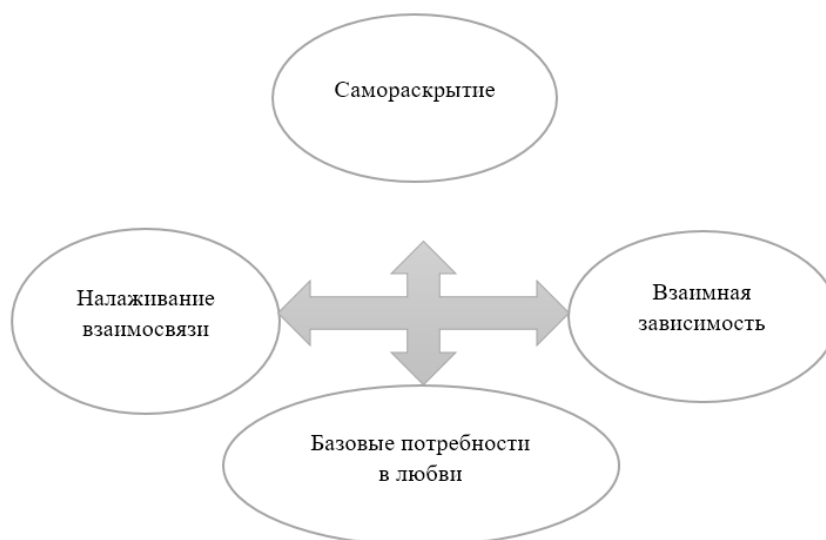 Самораскрытие
Налаживание
взаимосвязи
Взаимная
зависимость
Базовые потребности
в любви